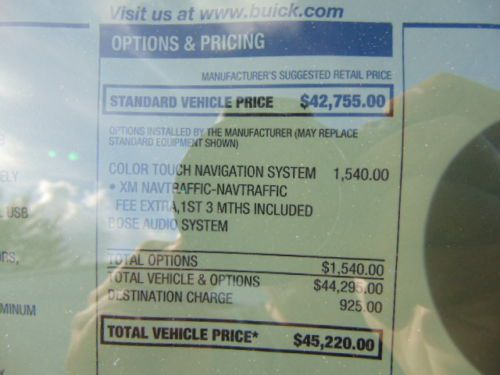 Visit us at www.buick.com
OPTIONS & PRICING
MANUFACTURER'S SUGGESTED RETAIL PRICE
STANDARD VEHICLE PRICE $42,755.00
OPTIONS INSTALLED BY THE MANUFACTURER (MAY REPLACE
STANDARD EQUIPMENT SHOWN)
ELY
COLOR TOUCH NAVIGATION SYSTEM 1,540.00
• XM NAVTRAFFIC-NAVTRAFFIC
USB
FEE EXTRA,1ST 3 MTHS INCLUDED
BOSE AUDIO SYSTEM
TOTAL OPTIONS $1,540.00
TOTAL VEHICLE & OPTIONS $44,295.00
DESTINATION CHARGE 925.00
MINUM
TOTAL VEHICLE PRICE* $45,220.00